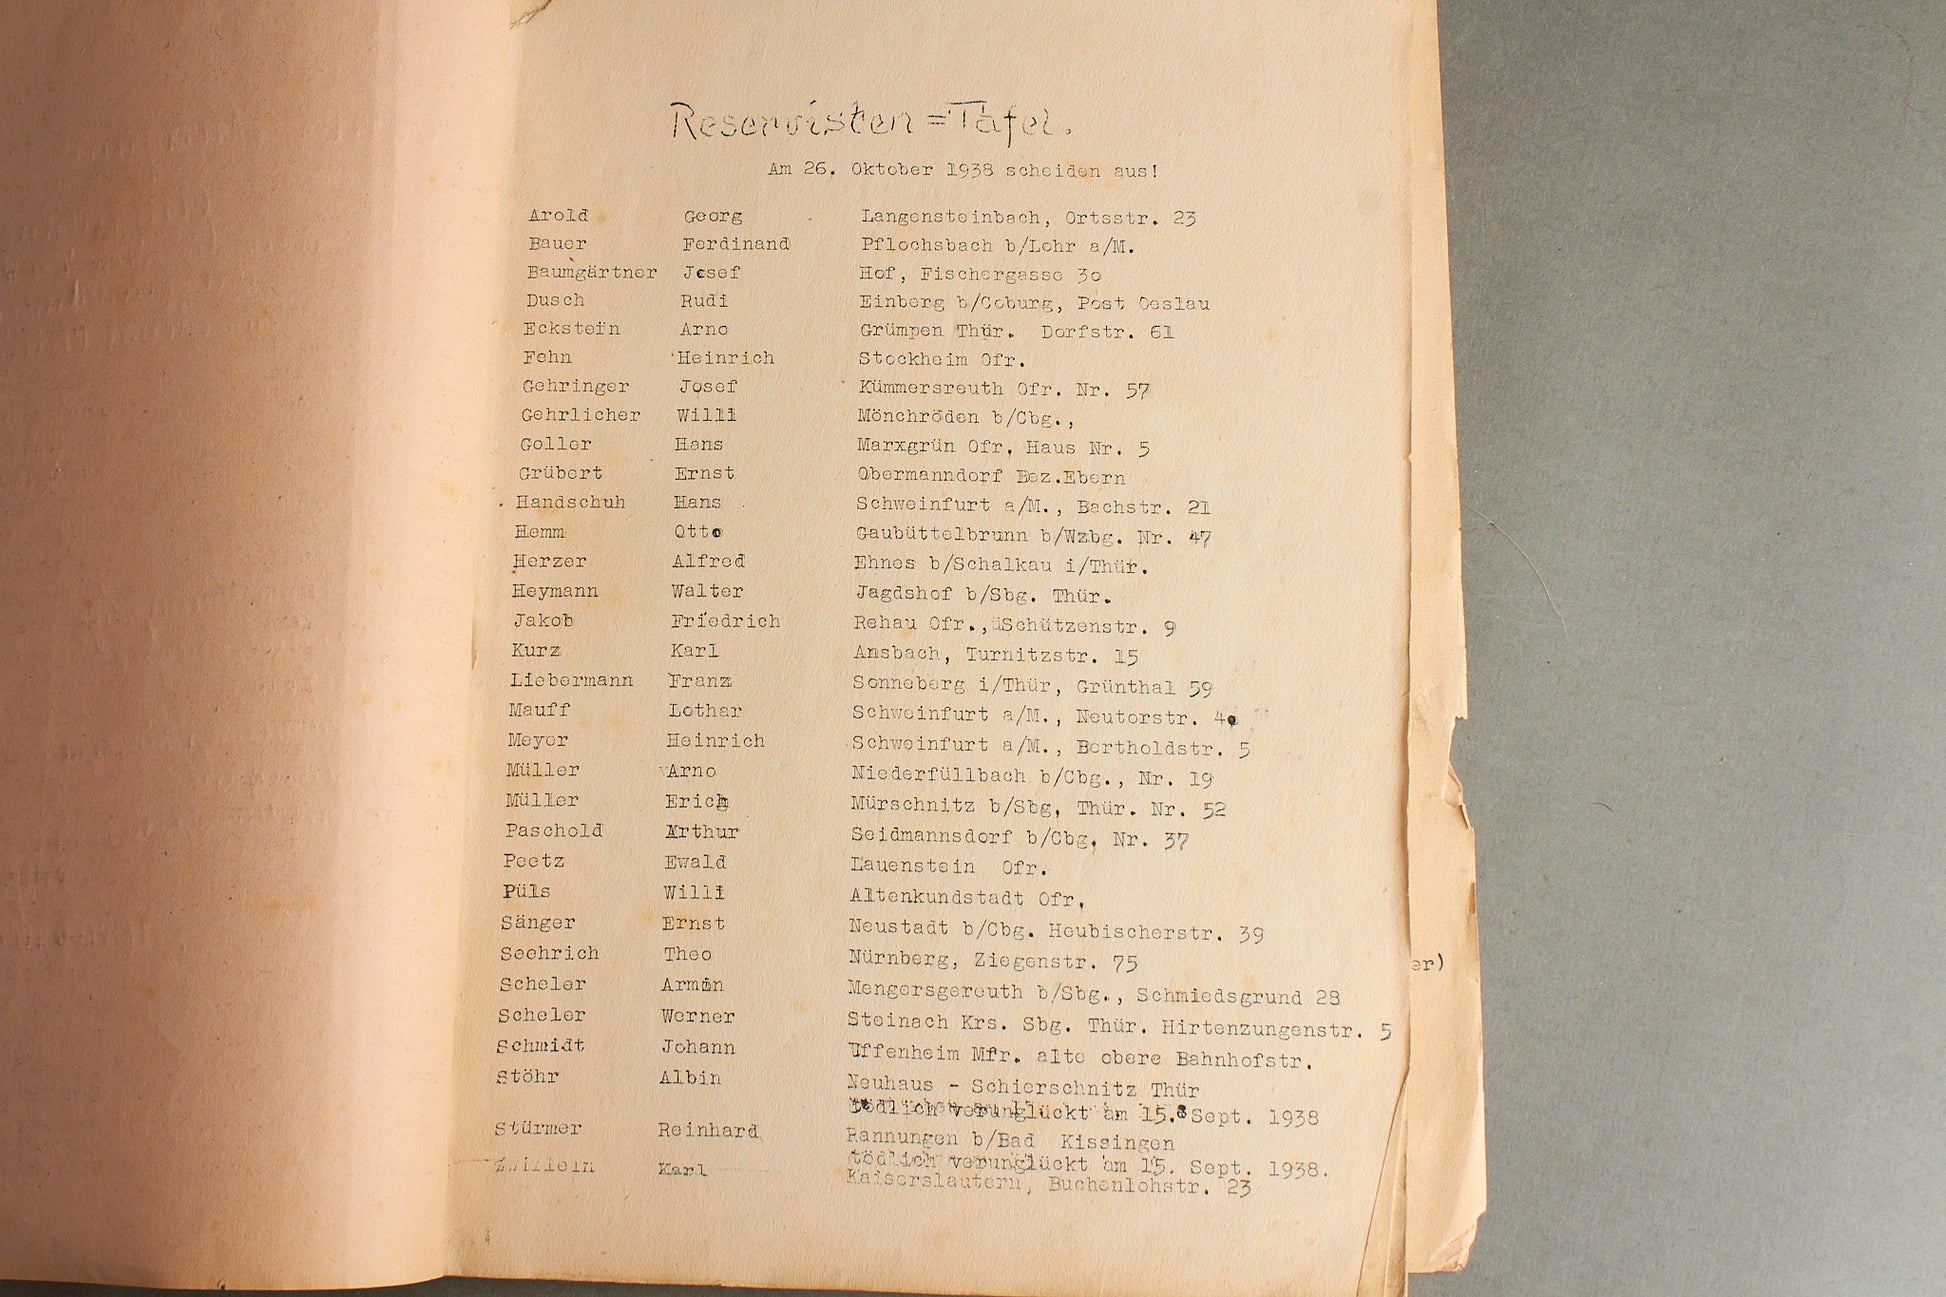 Reservisten=Tafel.
Am 26. Oktober 1938 scheiden aus!
Arold Georg Langensteinbach, Ortsstr. 23
Bauer Ferdinand Pflochsbach b/Lohr a/M.
Baumgärtner Josef Hof, Fischergasse 30
Dusch Rudi Einberg b/Coburg, Post Oeslau
Eckstein Arno Grümpen Thür. Dorfstr. 61
Fehn Heinrich Stockheim Ofr.
Gehringer Josef Kümmersreuth Ofr. Nr. 57
Gehrlicher Willi Mönchröden b/Cbg.,
Goller Hans Marxgrün Ofr, Haus Nr. 5
Grübert Ernst Obermanndorf Bez.Ebern
Handschuh Hans Schweinfurt a/M., Bachstr. 21
Hemm Otto Gaubüttelbrunn b/Wzbg. Nr. 47
Herzer Alfred Ehnes b/Schalkau i/Thür.
Heymann Walter Jagdshof b/Sbg. Thür.
Jakob Friedrich Rehau Ofr., Schützenstr. 9
Kurz Karl Ansbach, Turnitzstr. 15
Liebermann Franz Sonneberg i/Thür, Grünthal 59
Mauff Lothar Schweinfurt a/M., Neutorstr.
Meyer Heinrich Schweinfurt a/M., Bertholdstr. 5
Müller Arno Niederfüllbach b/Cbg., Nr. 19
Müller Erich Mürschnitz b/Sbg, Thür. Nr. 52
Paschold Arthur Seidmannsdorf b/Cbg, Nr. 37
Peetz Ewald Lauenstein Ofr.
Püls Willi Altenkundstadt Ofr,
Sänger Ernst Neustadt b/Cbg. Heubischerstr. 39
Seehrich Theo Nürnberg, Ziegenstr. 75
er)
Scheler Armin Mengersgereuth b/Sbg., Schmiedsgrund 28
Scheler Werner Steinach Krs. Sbg. Thür. Hirtenzungenstr. 5
Schmidt Johann Uffenheim Mfr. alte obere Bahnhofstr.
Stöhr Albin Neuhaus - Schierschnitz Thür
tödlich verunglückt am 15. Sept. 1938
Stürmer Reinhard Rannungen b/Bad Kissingen
tödlich verunglückt am 15. Sept. 1938.
Karl Kaiserslautern, Buchenlohstr. 23